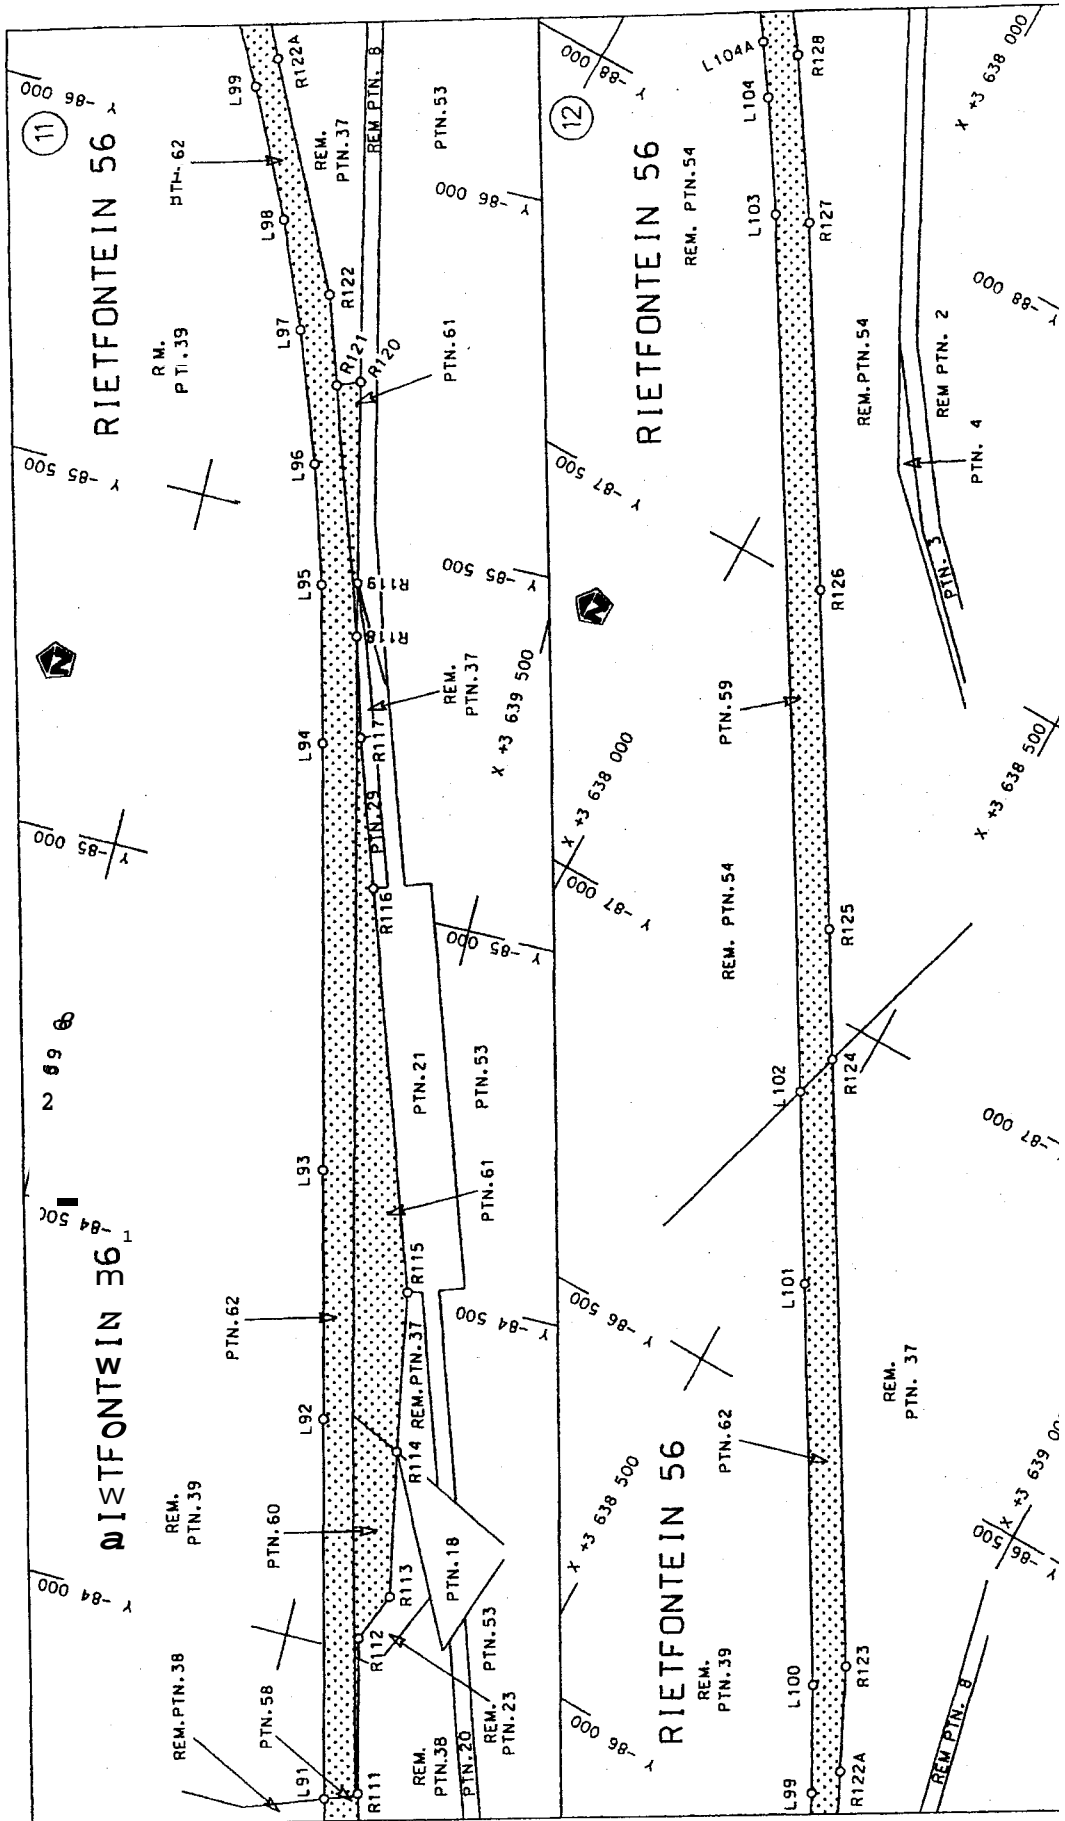 11
RIETFONTEIN 56
Y -86 000
L99
R122A
PTN. 62
REM.
PTN.37
REM PTN. 8
PTN.53
L98
Y -86 000
R122
L97
R121
R120
PTN.61
PTN.39
Y -85 500
L96
L95
R119
R118
Y -85 500
N
REM.
PTN.37
X +3 639 500
L94
R117
PTN.29
Y -85 000
R116
Y -85 000
2
PTN.21
PTN.53
L93
PTN.61
-84 500
1
R115
Y -84 500
PTN.62
REM.PTN.37
L92
R114
REM.
PTN.39
PTN.60
PTN.18
R113
Y -84 000
R112
PTN.53
REM.PTN.38
PTN.58
REM.
PTN.23
L91
R111
REM.
PTN.38
PTN.20
12
RIETFONTEIN 56
Y -88 000
L104A
R128
L104
X +3 638 000
REM. PTN.54
L103
R127
Y -88 000
REM.PTN.54
REM PTN. 2
PTN. 4
PTN. 3
Y -87 500
N
R126
PTN.59
X +3 638 500
X +3 638 000
Y -87 000
REM. PTN.54
R125
L102
R124
Y -87 000
L101
Y -86 500
REM.
PTN. 37
PTN.62
X +3 638 500
RIETFONTEIN 56
REM.
PTN.39
X +3 639 000
Y -86 500
L100
R123
Y -86 000
L99
R122A
REM PTN. 8